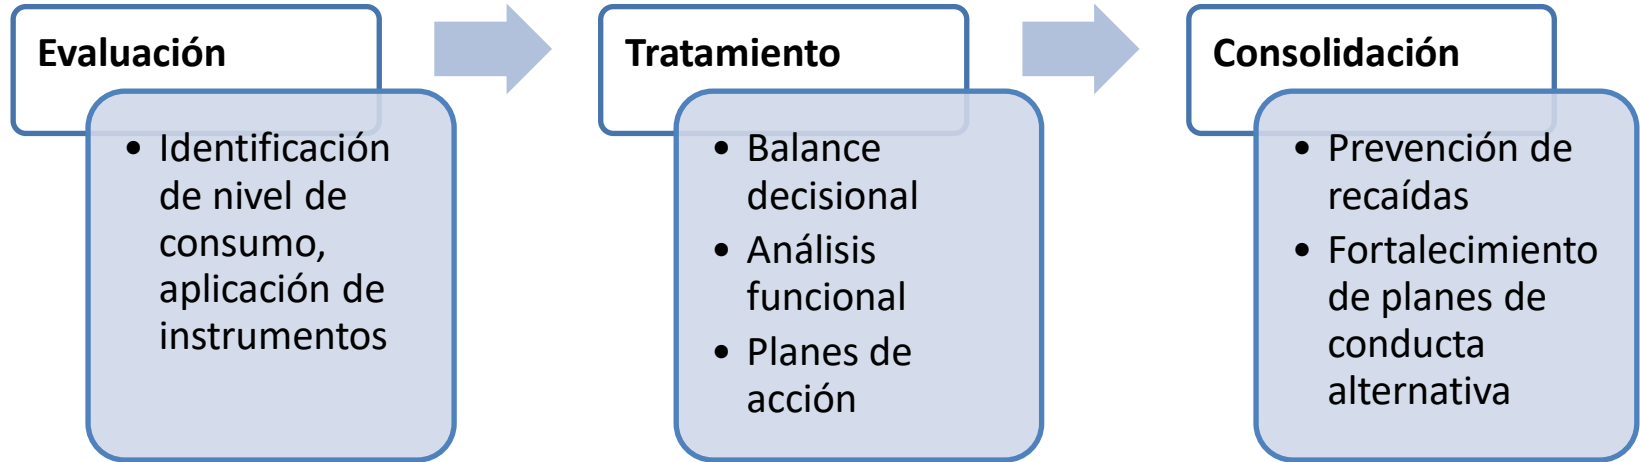 Evaluación
• Identificación
de nivel de
consumo,
aplicación de
instrumentos
Tratamiento
• Balance
decisional
• Análisis
funcional
• Planes de
acción
Consolidación
• Prevención de
recaídas
• Fortalecimiento
de planes de
conducta
alternativa